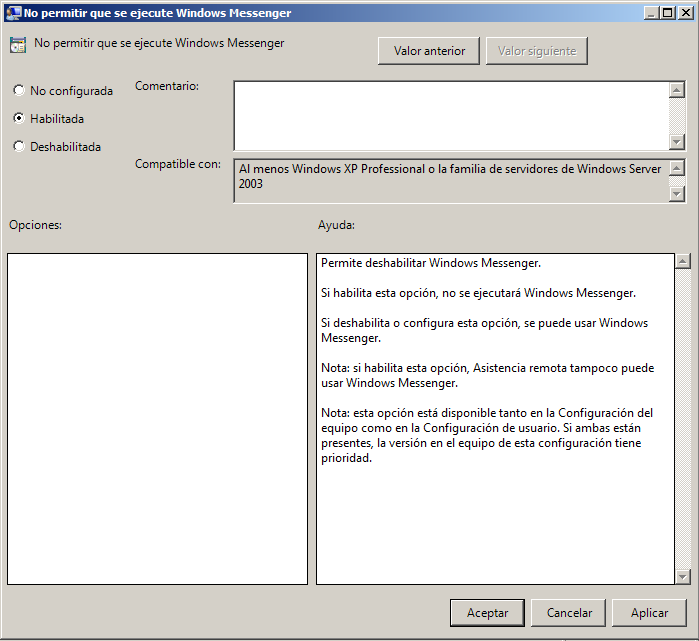 No permitir que se ejecute Windows Messenger
No permitir que se ejecute Windows Messenger
Valor anterior
Valor siguiente
No configurada
Habilitada
Deshabilitada
Comentario:
Compatible con:
Al menos Windows XP Professional o la familia de servidores de Windows Server
2003
Opciones:
Ayuda:
Permite deshabilitar Windows Messenger.
Si habilita esta opción, no se ejecutará Windows Messenger.
Si deshabilita o configura esta opción, se puede usar Windows
Messenger.
Nota: si habilita esta opción, Asistencia remota tampoco puede
usar Windows Messenger.
Nota: esta opción está disponible tanto en la Configuración del
equipo como en la Configuración de usuario. Si ambas están
presentes, la versión en el equipo de esta configuración tiene
prioridad.
Aceptar
Cancelar
Aplicar